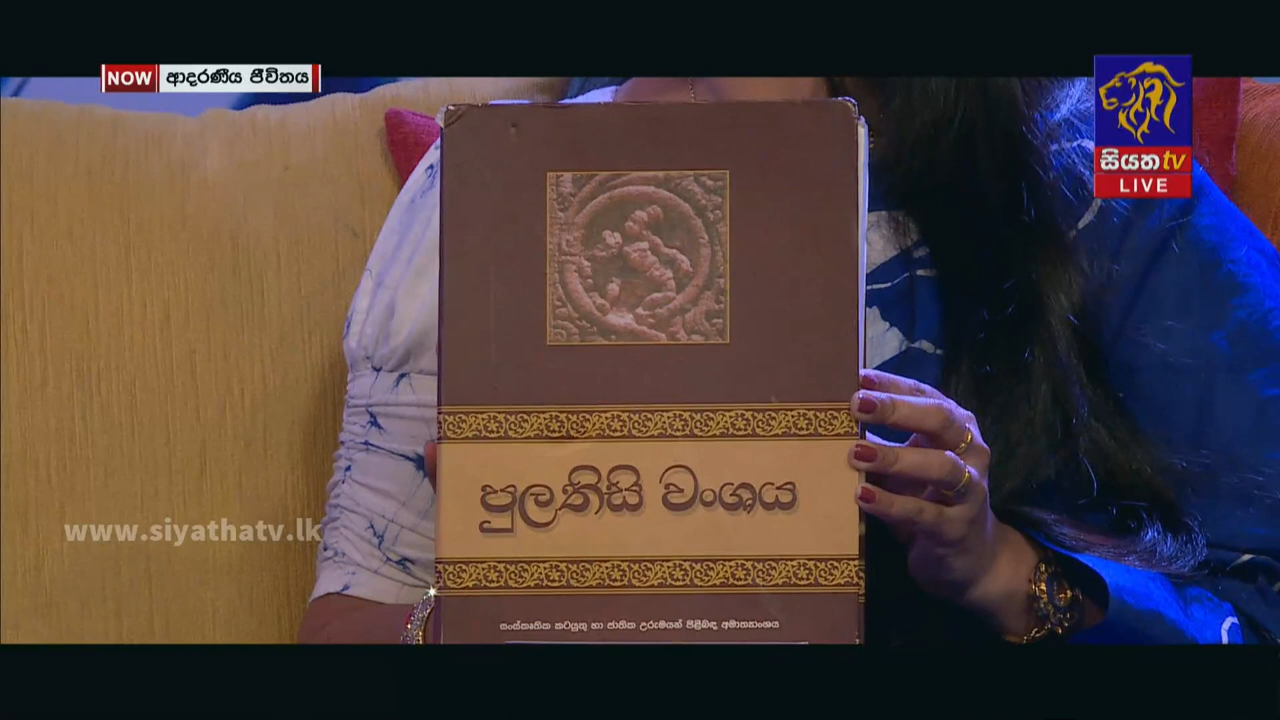 NOW ආදරණීය ජීවිතය
සියත tv
LIVE
පුලතිසි වංශය
www.siyathatv.lk
සංස්කෘතික කටයුතු හා ජාතික උරුමයන් පිළිබඳ අමාත්‍යාංශය